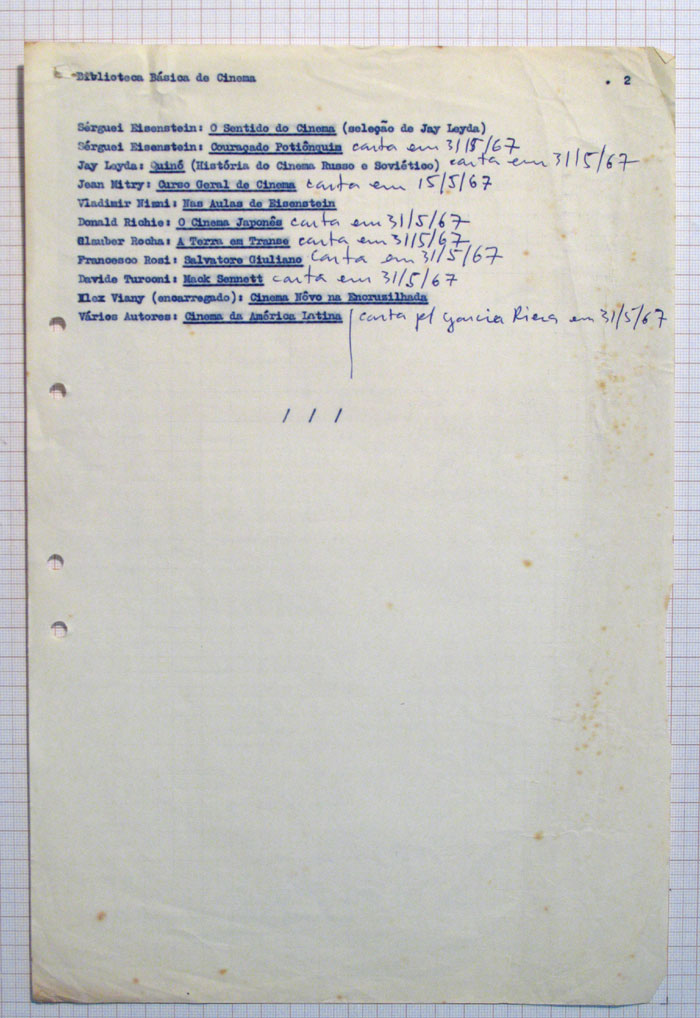 Biblioteca Básica de Cinema . 2
Sérguei Eisenstein: O Sentido do Cinema (seleção de Jay Leyda)
Sérguei Eisenstein: Couraçado Potiônquim carta em 31/5/67
Jay Leyda: Quinó (História do Cinema Russo e Soviético) carta em 31/5/67
Jean Mitry: Curso Geral de Cinema carta em 15/5/67
Vladimir Nizni: Nas Aulas de Eisenstein
Donald Richie: O Cinema Japonês carta em 31/5/67
Glauber Rocha: A Terra em Transe carta em 31/5/67
Francesco Rosi: Salvatore Giuliano carta em 31/5/67
Davide Turconi: Mack Sennett carta em 31/5/67
Alex Viany (encarregado): Cinema Nôvo na Encruzilhada
Vários Autores: Cinema da América Latina / carta p/ Garcia Riera em 31/5/67
/ / /